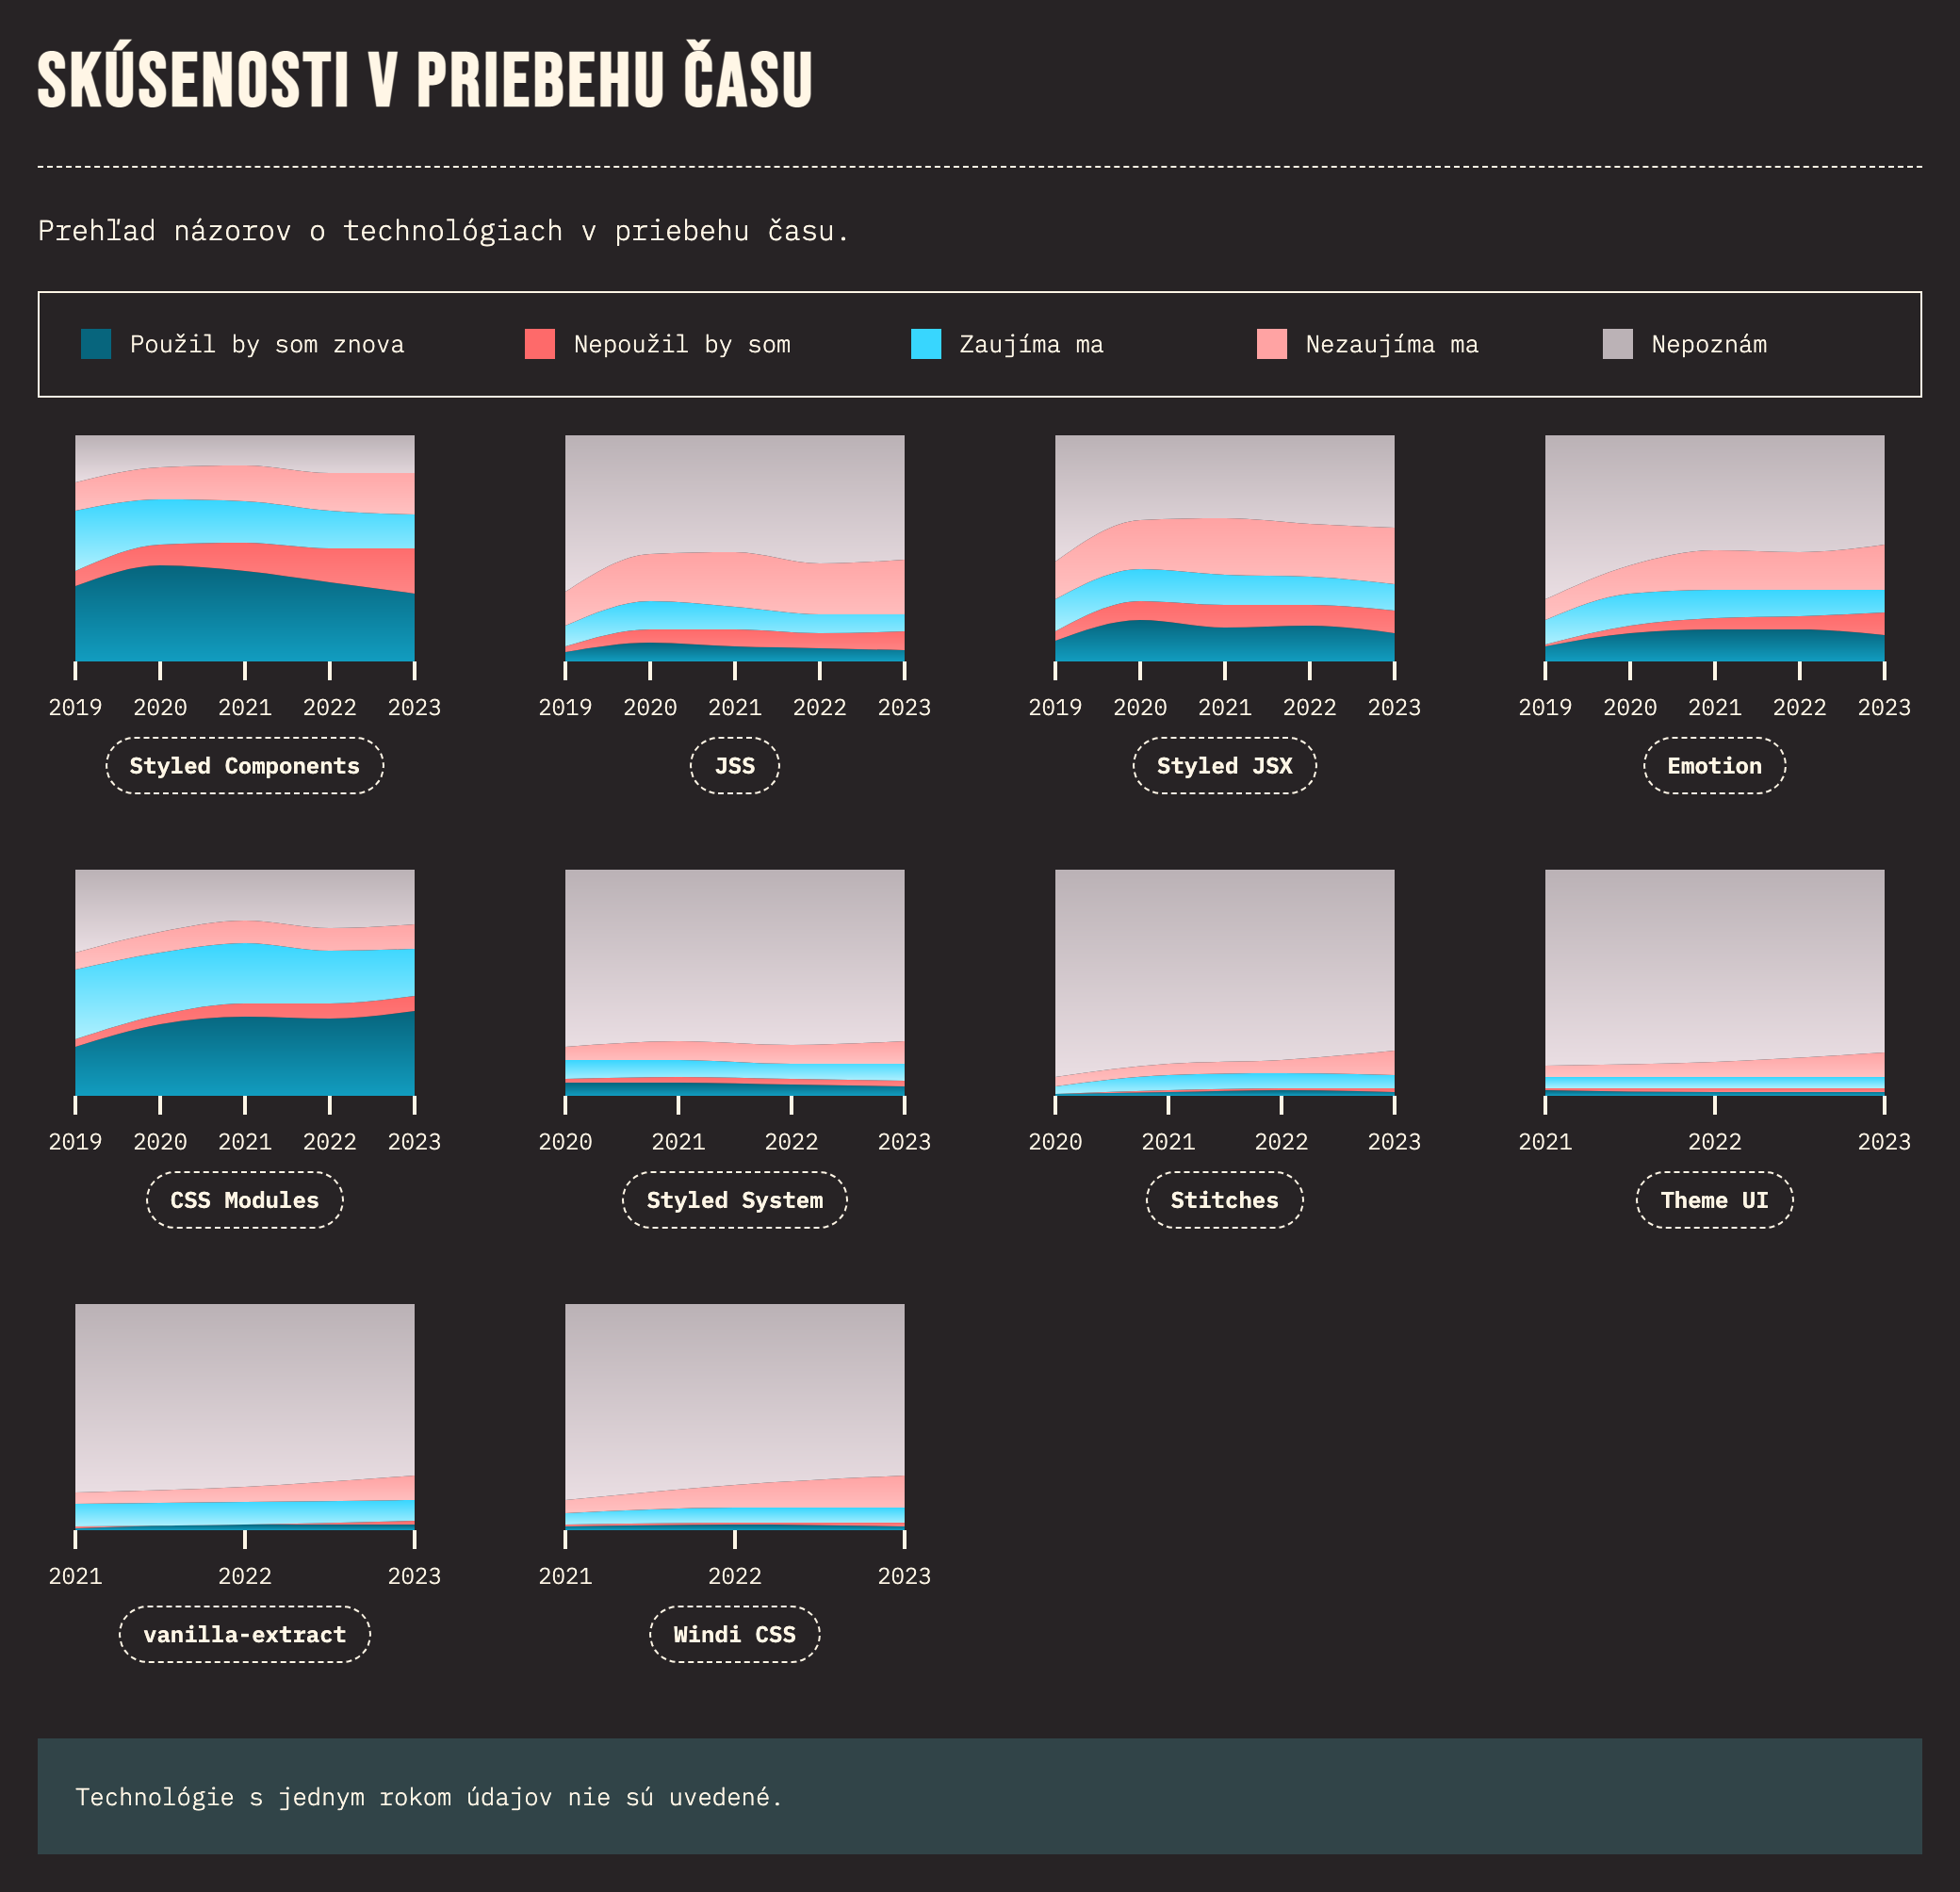 SKÚSENOSTI V PRIEBEHU ČASU
Prehľad názorov o technológiach v priebehu času.
Použil by som znova Nepoužil by som Zaujíma ma Nezaujíma ma Nepoznám
2019 2020 2021 2022 2023 2019 2020 2021 2022 2023 2019 2020 2021 2022 2023 2019 2020 2021 2022 2023
Styled Components JSS Styled JSX Emotion
2019 2020 2021 2022 2023 2020 2021 2022 2023 2020 2021 2022 2023 2021 2022 2023
CSS Modules Styled System Stitches Theme UI
2021 2022 2023 2021 2022 2023
vanilla-extract Windi CSS
Technológie s jednym rokom údajov nie sú uvedené.